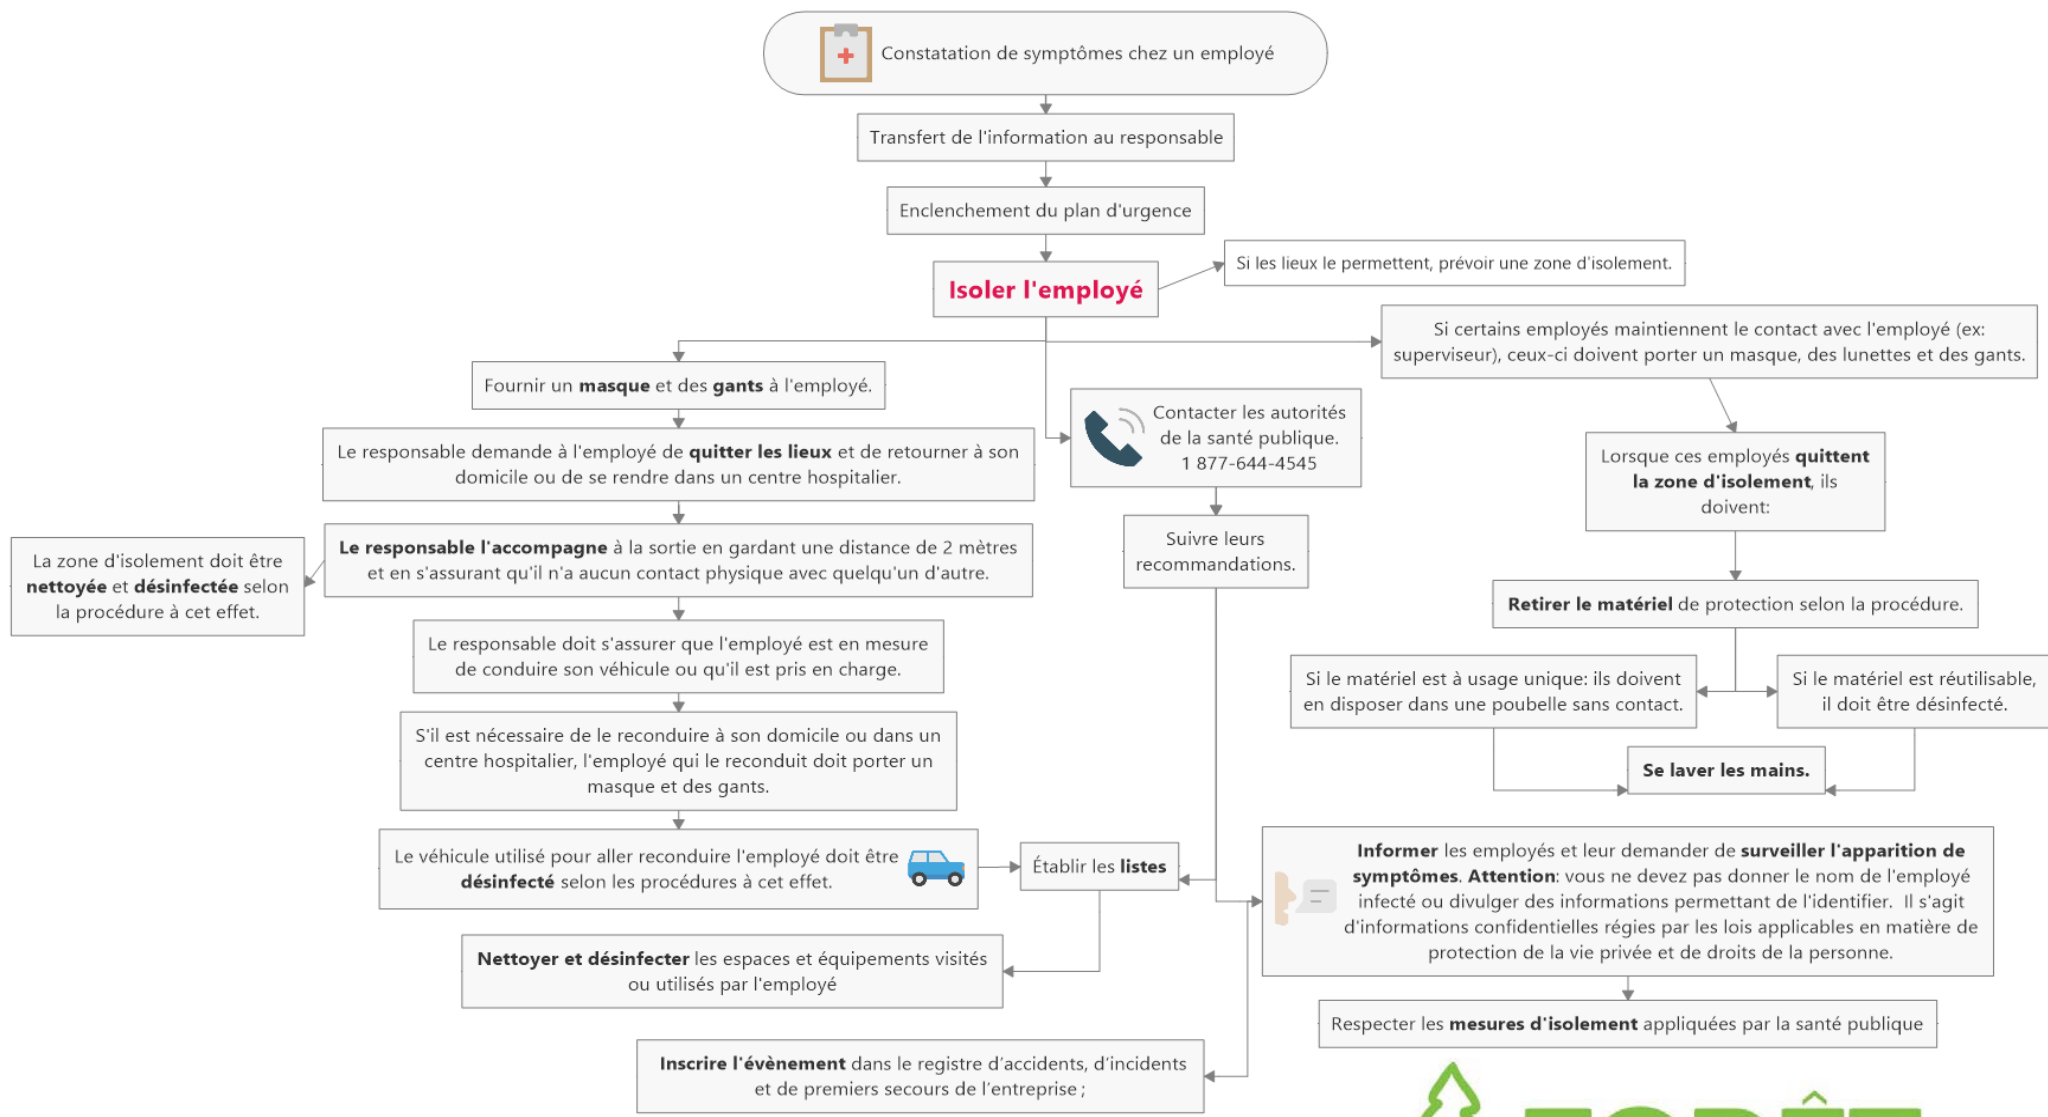 Constatation de symptômes chez un employé
Transfert de l'information au responsable
Enclenchement du plan d'urgence
Isoler l'employé
Si les lieux le permettent, prévoir une zone d'isolement.
Si certains employés maintiennent le contact avec l'employé (ex:
superviseur), ceux-ci doivent porter un masque, des lunettes et des gants.
Fournir un masque et des gants à l'employé.
Contacter les autorités
de la santé publique.
1 877-644-4545
Le responsable demande à l'employé de quitter les lieux et de retourner à son
domicile ou de se rendre dans un centre hospitalier.
Lorsque ces employés quittent
la zone d'isolement, ils
doivent:
Suivre leurs
recommandations.
Le responsable l'accompagne à la sortie en gardant une distance de 2 mètres
et en s'assurant qu'il n'a aucun contact physique avec quelqu'un d'autre.
La zone d'isolement doit être
nettoyée et désinfectée selon
la procédure à cet effet.
Retirer le matériel de protection selon la procédure.
Le responsable doit s'assurer que l'employé est en mesure
de conduire son véhicule ou qu'il est pris en charge.
Si le matériel est à usage unique: ils doivent
en disposer dans une poubelle sans contact.
Si le matériel est réutilisable,
il doit être désinfecté.
S'il est nécessaire de le reconduire à son domicile ou dans un
centre hospitalier, l'employé qui le reconduit doit porter un
masque et des gants.
Se laver les mains.
Le véhicule utilisé pour aller reconduire l'employé doit être
désinfecté selon les procédures à cet effet.
Établir les listes
Informer les employés et leur demander de surveiller l'apparition de
symptômes. Attention: vous ne devez pas donner le nom de l'employé
infecté ou divulger des informations permettant de l'identifier. Il s'agit
d'informations confidentielles régies par les lois applicables en matière de
protection de la vie privée et de droits de la personne.
Nettoyer et désinfecter les espaces et équipements visités
ou utilisés par l'employé
Respecter les mesures d'isolement appliquées par la santé publique
Inscrire l'évènement dans le registre d’accidents, d’incidents
et de premiers secours de l’entreprise ;
FORÊT